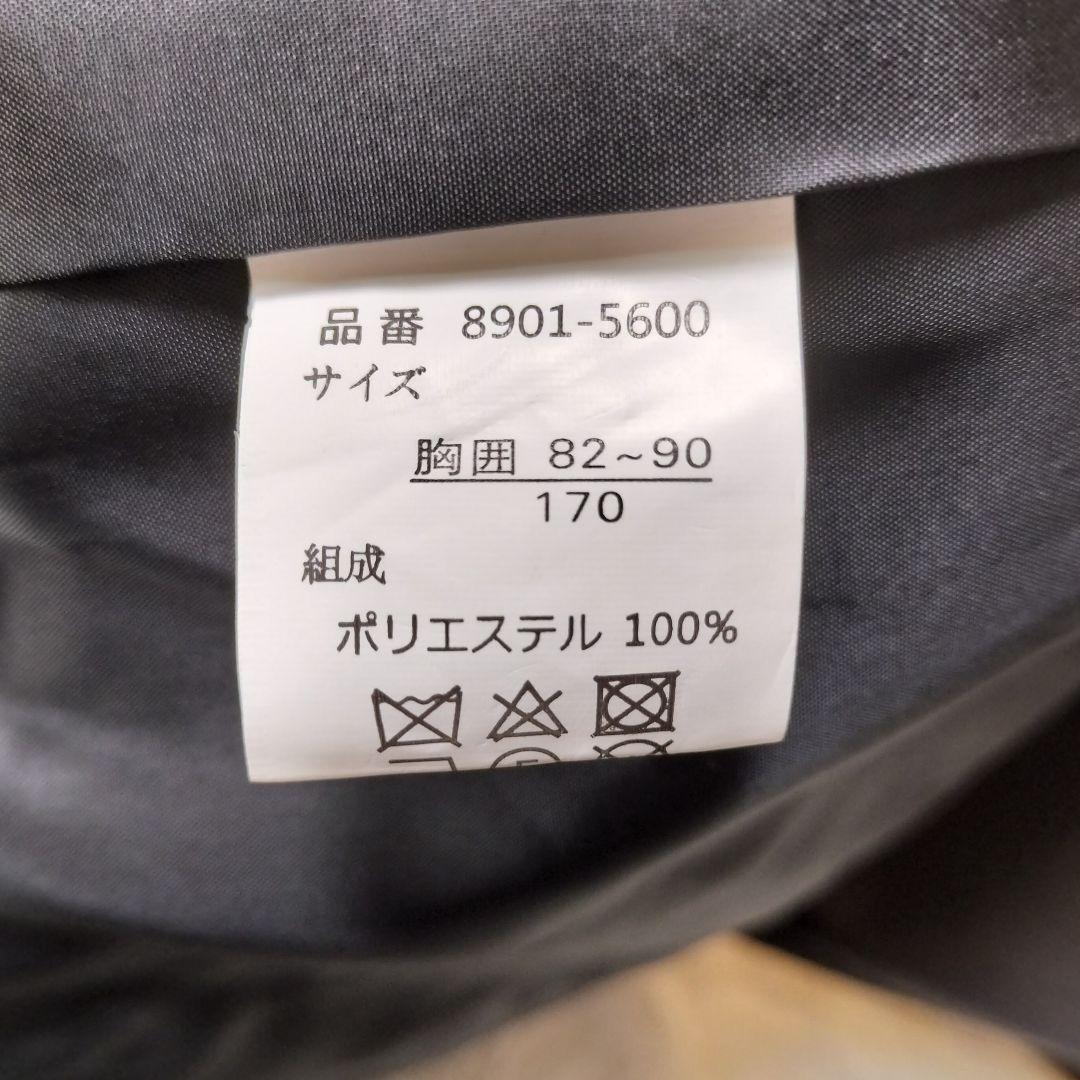 品番 8901-5600
サイズ
胸囲 82~90
170
組成
ポリエステル 100%